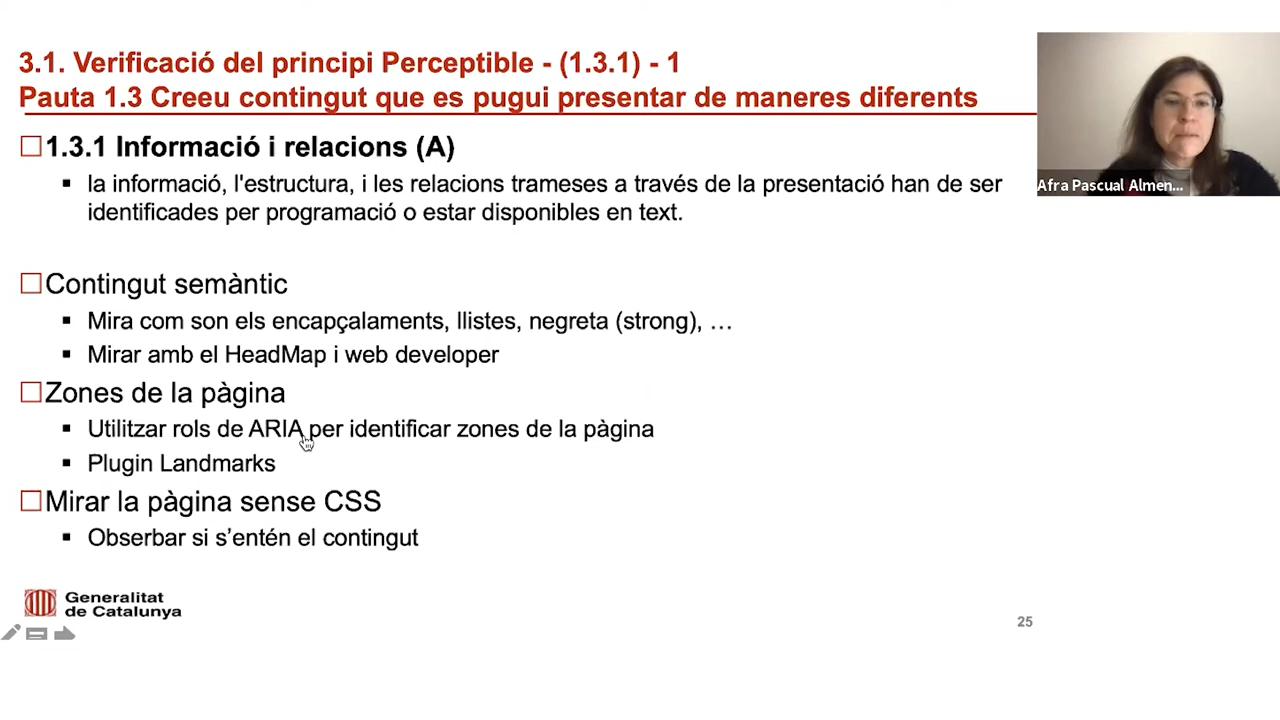 3.1. Verificació del principi Perceptible - (1.3.1) - 1
Pauta 1.3 Creeu contingut que es pugui presentar de maneres diferents
1.3.1 Informació i relacions (A)
la informació, l'estructura, i les relacions trameses a través de la presentació han de ser
identificades per programació o estar disponibles en text.
Contingut semàntic
Mira com son els encapçalaments, llistes, negreta (strong), …
Mirar amb el HeadMap i web developer
Zones de la pàgina
Utilitzar rols de ARIA per identificar zones de la pàgina
Plugin Landmarks
Mirar la pàgina sense CSS
Obserbar si s’entén el contingut
Generalitat
de Catalunya
25
Afra Pascual Almen...